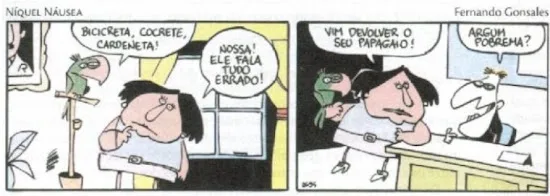 NÍQUEL NÁUSEA
Fernando Gonsales
BICICRETA, COCRETE,
CARDENETA!
NOSSA!
ELE FALA
TUDO
ERRADO!
VIM DEVOLVER O
SEU PAPAGAIO!
ARGUM
POBREMA?